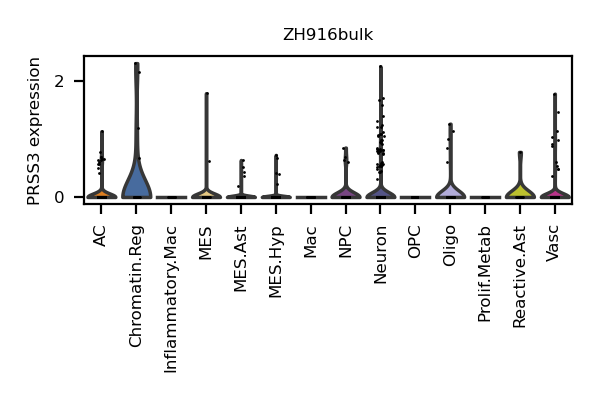 ZH916bulk
PRSS3 expression
2
0
AC
Chromatin.Reg
Inflammatory.Mac
MES
MES.Ast
MES.Hyp
Mac
NPC
Neuron
OPC
Oligo
Prolif.Metab
Reactive.Ast
Vasc